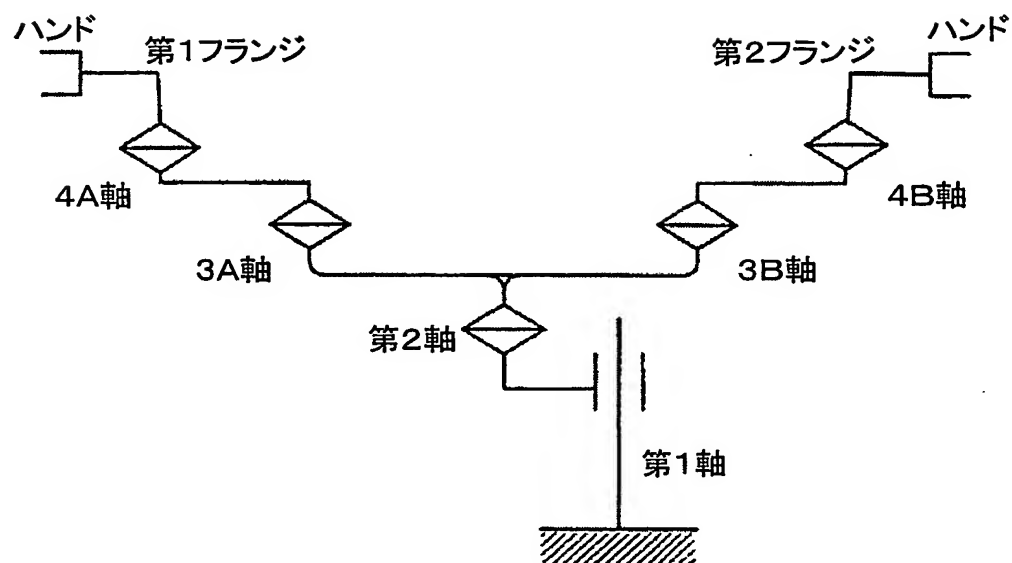 ハンド
第1フランジ
第2フランジ
ハンド
4A軸
4B軸
3A軸
3B軸
第2軸
第1軸